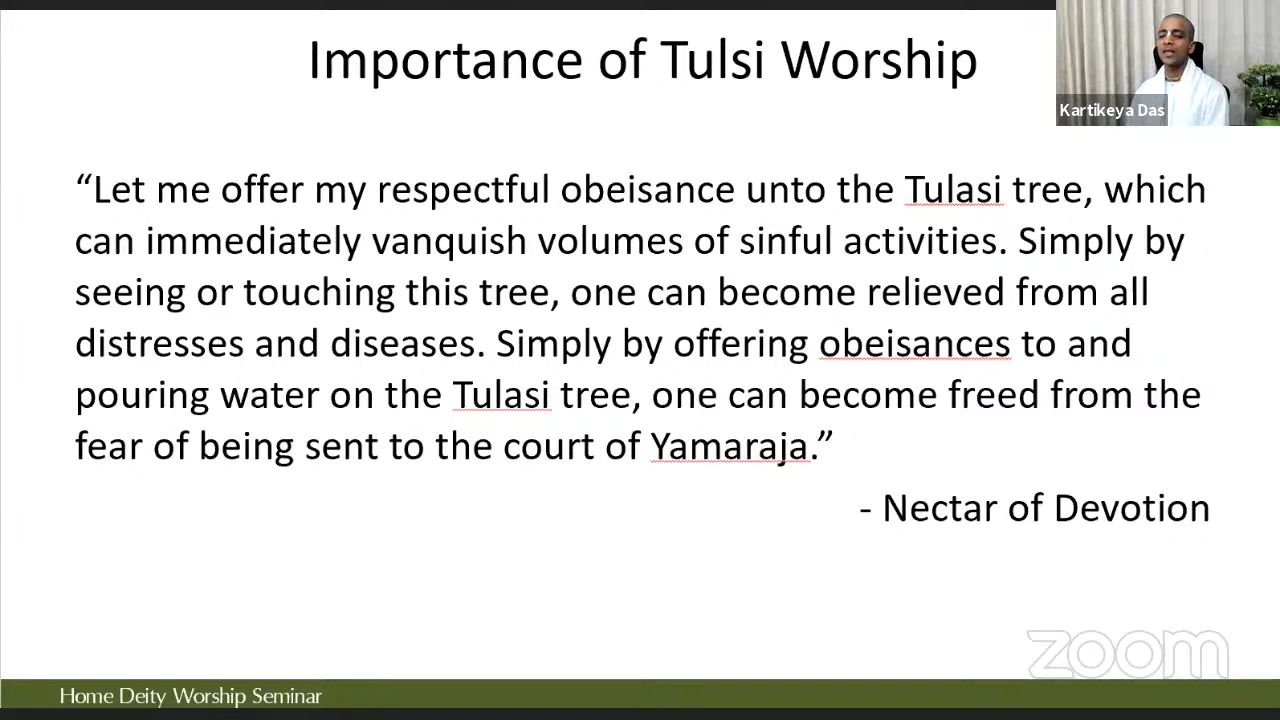 Importance of Tulsi Worship
Kartikeya Das
“Let me offer my respectful obeisance unto the Tulasi tree, which
can immediately vanquish volumes of sinful activities. Simply by
seeing or touching this tree, one can become relieved from all
distresses and diseases. Simply by offering obeisances to and
pouring water on the Tulasi tree, one can become freed from the
fear of being sent to the court of Yamaraja.”
- Nectar of Devotion
zoom
Home Deity Worship Seminar